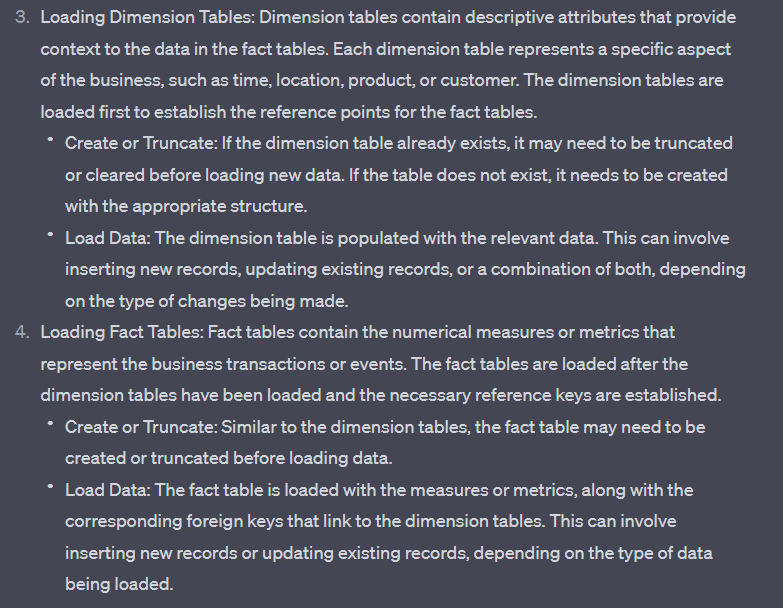 3. Loading Dimension Tables: Dimension tables contain descriptive attributes that provide
context to the data in the fact tables. Each dimension table represents a specific aspect
of the business, such as time, location, product, or customer. The dimension tables are
loaded first to establish the reference points for the fact tables.
• Create or Truncate: If the dimension table already exists, it may need to be truncated
or cleared before loading new data. If the table does not exist, it needs to be created
with the appropriate structure.
• Load Data: The dimension table is populated with the relevant data. This can involve
inserting new records, updating existing records, or a combination of both, depending
on the type of changes being made.
4. Loading Fact Tables: Fact tables contain the numerical measures or metrics that
represent the business transactions or events. The fact tables are loaded after the
dimension tables have been loaded and the necessary reference keys are established.
• Create or Truncate: Similar to the dimension tables, the fact table may need to be
created or truncated before loading data.
• Load Data: The fact table is loaded with the measures or metrics, along with the
corresponding foreign keys that link to the dimension tables. This can involve
inserting new records or updating existing records, depending on the type of data
being loaded.